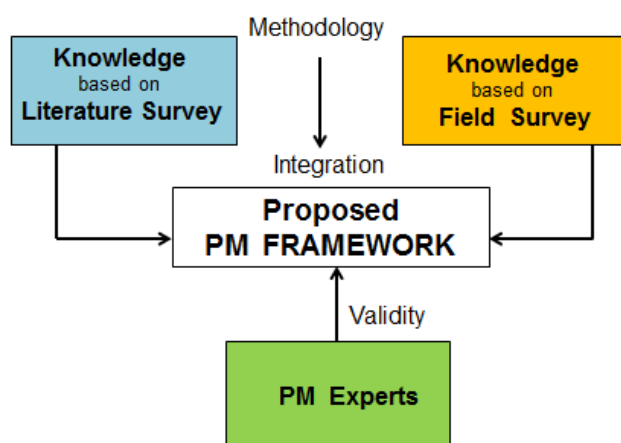 Methodology
Knowledge
based on
Literature Survey
Knowledge
based on
Field Survey
Integration
Proposed
PM FRAMEWORK
Validity
PM Experts